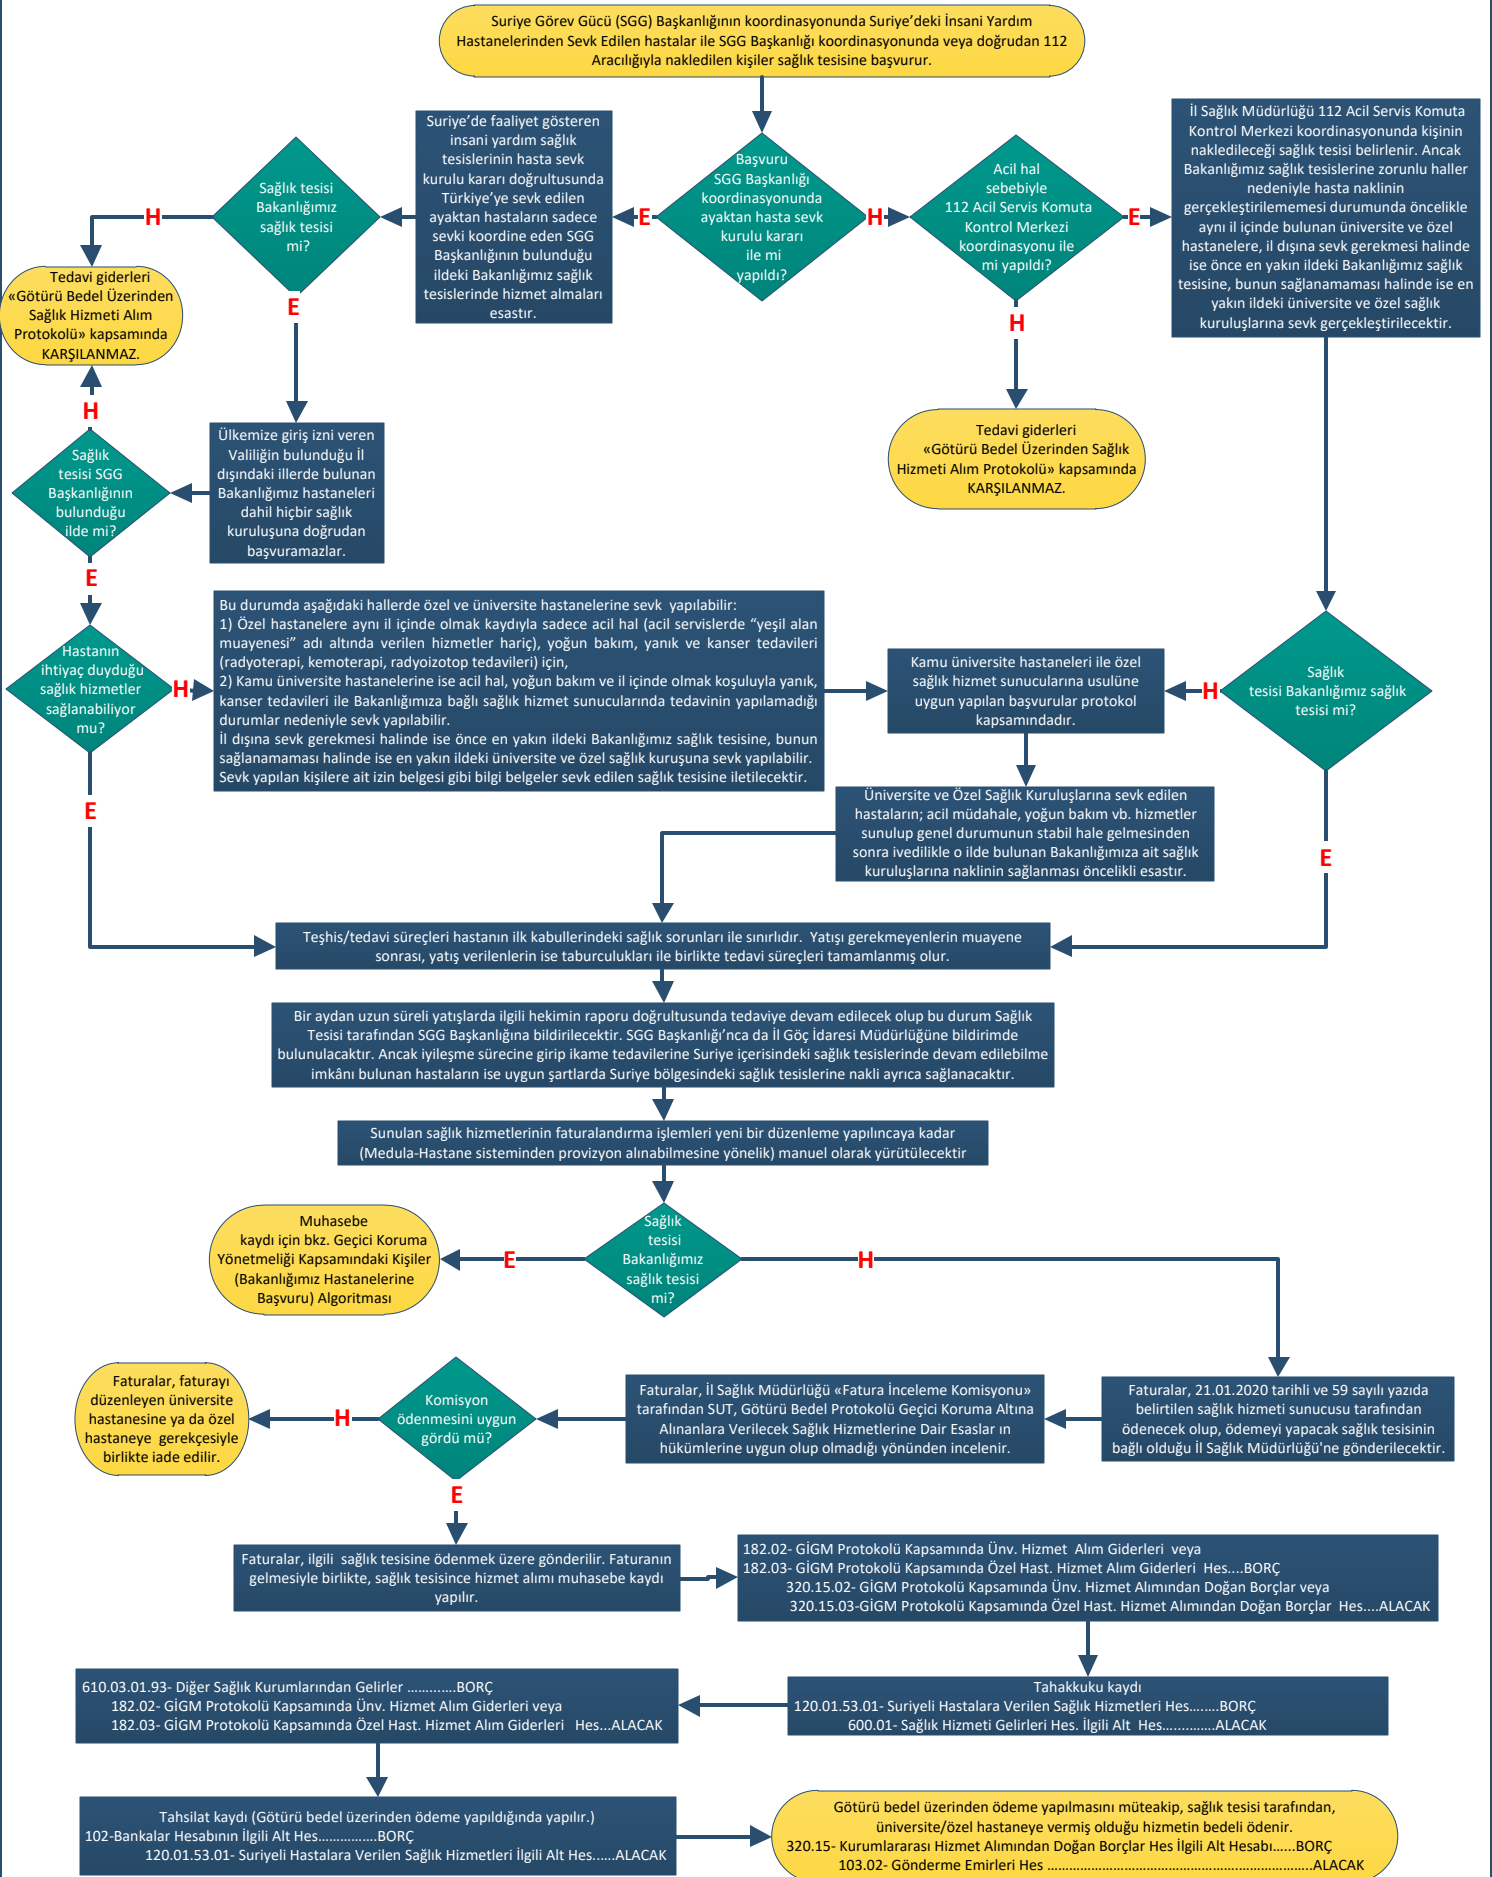 Suriye Görev Gücü (SGG) Başkanlığının koordinasyonunda Suriye’deki İnsani Yardım
Hastanelerinden Sevk Edilen hastalar ile SGG Başkanlığı koordinasyonunda veya doğrudan 112
Aracılığıyla nakledilen kişiler sağlık tesisine başvurur.
Başvuru
SGG Başkanlığı
koordinasyonunda
ayaktan hasta sevk
kurulu kararı
ile mi
yapıldı?
E
H
Suriye’de faaliyet gösteren
insani yardım sağlık
tesislerinin hasta sevk
kurulu kararı doğrultusunda
Türkiye’ye sevk edilen
ayaktan hastaların sadece
sevki koordine eden SGG
Başkanlığının bulunduğu
ildeki Bakanlığımız sağlık
tesislerinde hizmet almaları
esastır.
Sağlık tesisi
Bakanlığımız
sağlık tesisi
mi?
H
E
Tedavi giderleri
«Götürü Bedel Üzerinden
Sağlık Hizmeti Alım
Protokolü» kapsamında
KARŞILANMAZ.
Acil hal
sebebiyle
112 Acil Servis Komuta
Kontrol Merkezi
koordinasyonu ile
mi yapıldı?
E
H
İl Sağlık Müdürlüğü 112 Acil Servis Komuta
Kontrol Merkezi koordinasyonunda kişinin
nakledileceği sağlık tesisi belirlenir. Ancak
Bakanlığımız sağlık tesislerine zorunlu haller
nedeniyle hasta naklinin
gerçekleştirilememesi durumunda öncelikle
aynı il içinde bulunan üniversite ve özel
hastanelere, il dışına sevk gerekmesi halinde
ise önce en yakın ildeki Bakanlığımız sağlık
tesisine, bunun sağlanamaması halinde ise en
yakın ildeki üniversite ve özel sağlık
kuruluşlarına sevk gerçekleştirilecektir.
Tedavi giderleri
«Götürü Bedel Üzerinden Sağlık
Hizmeti Alım Protokolü» kapsamında
KARŞILANMAZ.
Ülkemize giriş izni veren
Valiliğin bulunduğu İl
dışındaki illerde bulunan
Bakanlığımız hastaneleri
dahil hiçbir sağlık
kuruluşuna doğrudan
başvuramazlar.
H
Sağlık
tesisi SGG
Başkanlığının
bulunduğu
ilde mi?
E
Hastanın
ihtiyaç duyduğu
sağlık hizmetler
sağlanabiliyor
mu?
H
E
Bu durumda aşağıdaki hallerde özel ve üniversite hastanelerine sevk yapılabilir:
1) Özel hastanelere aynı il içinde olmak kaydıyla sadece acil hal (acil servislerde “yeşil alan
muayenesi” adı altında verilen hizmetler hariç), yoğun bakım, yanık ve kanser tedavileri
(radyoterapi, kemoterapi, radyoizotop tedavileri) için,
2) Kamu üniversite hastanelerine ise acil hal, yoğun bakım ve il içinde olmak koşuluyla yanık,
kanser tedavileri ile Bakanlığımıza bağlı sağlık hizmet sunucularında tedavinin yapılamadığı
durumlar nedeniyle sevk yapılabilir.
İl dışına sevk gerekmesi halinde ise önce en yakın ildeki Bakanlığımız sağlık tesisine, bunun
sağlanamaması halinde ise en yakın ildeki üniversite ve özel sağlık kuruşuna sevk yapılabilir.
Sevk yapılan kişilere ait izin belgesi gibi bilgi belgeler sevk edilen sağlık tesisine iletilecektir.
Kamu üniversite hastaneleri ile özel
sağlık hizmet sunucularına usulüne
uygun yapılan başvurular protokol
kapsamındadır.
H
Sağlık
tesisi Bakanlığımız sağlık
tesisi mi?
E
Üniversite ve Özel Sağlık Kuruluşlarına sevk edilen
hastaların; acil müdahale, yoğun bakım vb. hizmetler
sunulup genel durumunun stabil hale gelmesinden
sonra ivedilikle o ilde bulunan Bakanlığımıza ait sağlık
kuruluşlarına naklinin sağlanması öncelikli esastır.
Teşhis/tedavi süreçleri hastanın ilk kabullerindeki sağlık sorunları ile sınırlıdır. Yatışı gerekmeyenlerin muayene
sonrası, yatış verilenlerin ise taburculukları ile birlikte tedavi süreçleri tamamlanmış olur.
Bir aydan uzun süreli yatışlarda ilgili hekimin raporu doğrultusunda tedaviye devam edilecek olup bu durum Sağlık
Tesisi tarafından SGG Başkanlığına bildirilecektir. SGG Başkanlığı’nca da İl Göç İdaresi Müdürlüğüne bildirimde
bulunulacaktır. Ancak iyileşme sürecine girip ikame tedavilerine Suriye içerisindeki sağlık tesislerinde devam edilebilme
imkânı bulunan hastaların ise uygun şartlarda Suriye bölgesindeki sağlık tesislerine nakli ayrıca sağlanacaktır.
Sunulan sağlık hizmetlerinin faturalandırma işlemleri yeni bir düzenleme yapılıncaya kadar
(Medula-Hastane sisteminden provizyon alınabilmesine yönelik) manuel olarak yürütülecektir
Sağlık
tesisi
Bakanlığımız
sağlık tesisi
mi?
E
H
Muhasebe
kaydı için bkz. Geçici Koruma
Yönetmeliği Kapsamındaki Kişiler
(Bakanlığımız Hastanelerine
Başvuru) Algoritması
Faturalar, 21.01.2020 tarihli ve 59 sayılı yazıda
belirtilen sağlık hizmeti sunucusu tarafından
ödenecek olup, ödemeyi yapacak sağlık tesisinin
bağlı olduğu İl Sağlık Müdürlüğü'ne gönderilecektir.
Faturalar, İl Sağlık Müdürlüğü «Fatura İnceleme Komisyonu»
tarafından SUT, Götürü Bedel Protokolü Geçici Koruma Altına
Alınanlara Verilecek Sağlık Hizmetlerine Dair Esaslar ın
hükümlerine uygun olup olmadığı yönünden incelenir.
Komisyon
ödenmesini uygun
gördü mü?
H
E
Faturalar, faturayı
düzenleyen üniversite
hastanesine ya da özel
hastaneye gerekçesiyle
birlikte iade edilir.
Faturalar, ilgili sağlık tesisine ödenmek üzere gönderilir. Faturanın
gelmesiyle birlikte, sağlık tesisince hizmet alımı muhasebe kaydı
yapılır.
182.02- GİGM Protokolü Kapsamında Ünv. Hizmet Alım Giderleri veya
182.03- GİGM Protokolü Kapsamında Özel Hast. Hizmet Alım Giderleri Hes....BORÇ
320.15.02- GİGM Protokolü Kapsamında Ünv. Hizmet Alımından Doğan Borçlar veya
320.15.03-GİGM Protokolü Kapsamında Özel Hast. Hizmet Alımından Doğan Borçlar Hes....ALACAK
Tahakkuku kaydı
120.01.53.01- Suriyeli Hastalara Verilen Sağlık Hizmetleri Hes……..BORÇ
600.01- Sağlık Hizmeti Gelirleri Hes. İlgili Alt Hes….....…….ALACAK
610.03.01.93- Diğer Sağlık Kurumlarından Gelirler ……...…….BORÇ
182.02- GİGM Protokolü Kapsamında Ünv. Hizmet Alım Giderleri veya
182.03- GİGM Protokolü Kapsamında Özel Hast. Hizmet Alım Giderleri Hes...ALACAK
Tahsilat kaydı (Götürü bedel üzerinden ödeme yapıldığında yapılır.)
102-Bankalar Hesabının İlgili Alt Hes…………….BORÇ
120.01.53.01- Suriyeli Hastalara Verilen Sağlık Hizmetleri İlgili Alt Hes......ALACAK
Götürü bedel üzerinden ödeme yapılmasını müteakip, sağlık tesisi tarafından,
üniversite/özel hastaneye vermiş olduğu hizmetin bedeli ödenir.
320.15- Kurumlararası Hizmet Alımından Doğan Borçlar Hes İlgili Alt Hesabı…...BORÇ
103.02- Gönderme Emirleri Hes ……………………………………………………………..ALACAK